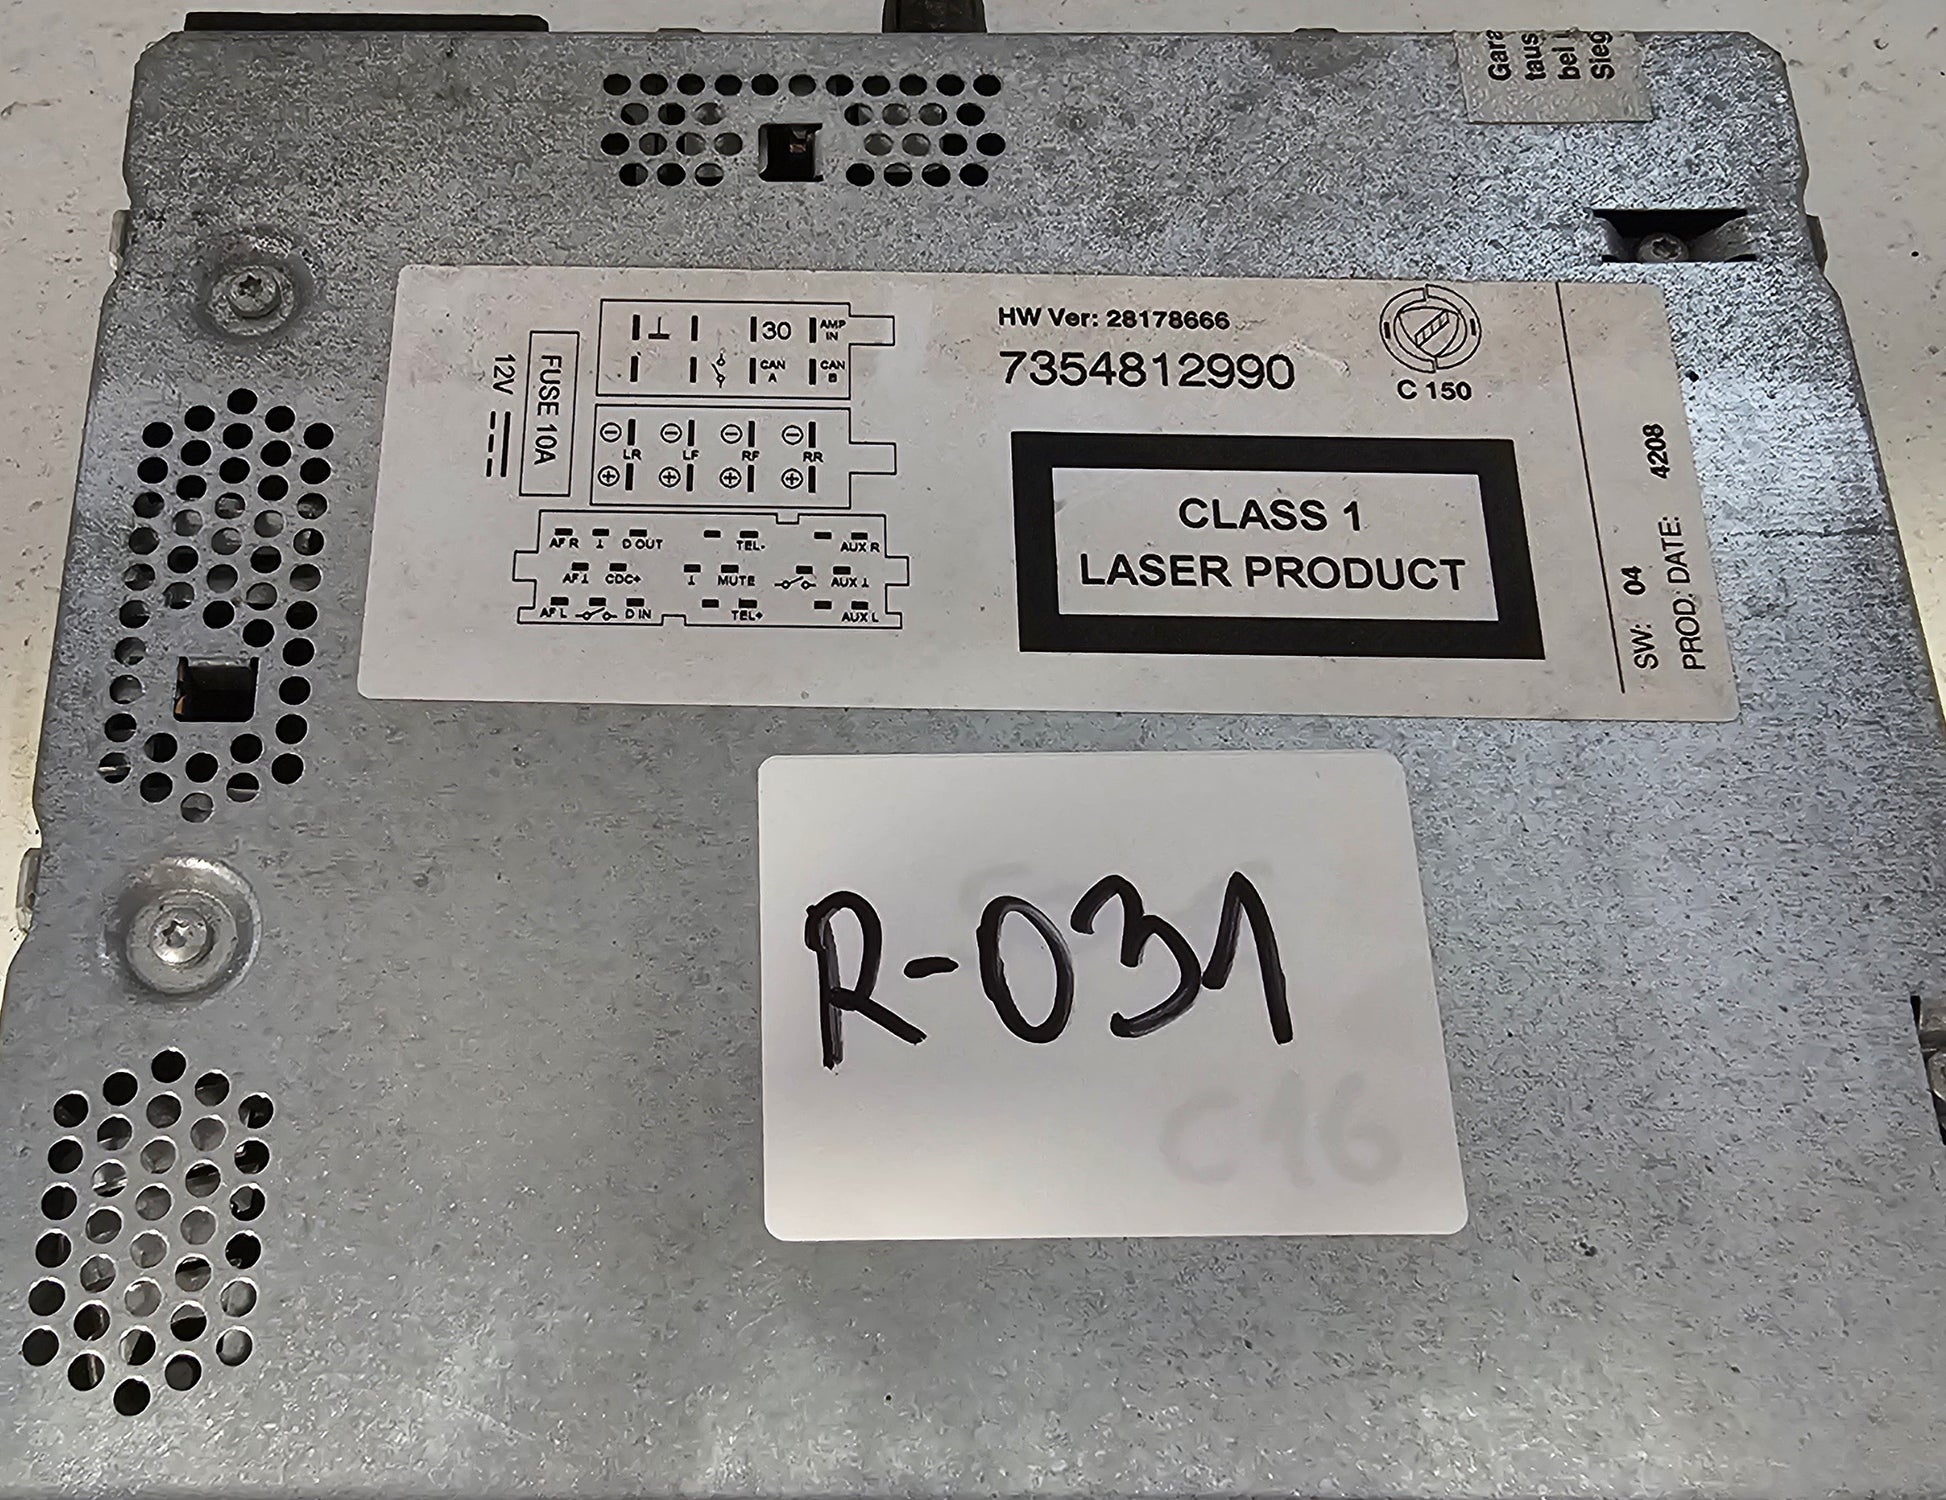 Gara
taus
bei
Sieg
⊥ 30 AMP IN
CAN A CAN B
LR LF RF RR
FUSE 10A
12V
AF R ⊥ D OUT TEL- AUX R
AF⊥ CDC+ ⊥ MUTE AUX⊥
AF L D IN TEL+ AUX L
HW Ver: 28178666
7354812990
C 150
CLASS 1
LASER PRODUCT
SW: 04
PROD. DATE: 4208
R-031
C16